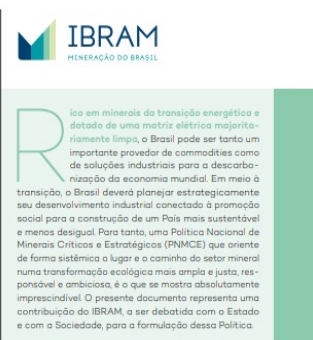 IBRAM
MINERAÇÃO DO BRASIL
Rico em minerais da transição energética e
dotado de uma matriz elétrica majorita-
riamente limpa, o Brasil pode ser tanto um
importante provedor de commodities como
de soluções industriais para a descarbo-
nização da economia mundial. Em meio à
transição, o Brasil deverá planejar estrategicamente
seu desenvolvimento industrial conectado à promoção
social para a construção de um País mais sustentável
e menos desigual. Para tanto, uma Política Nacional de
Minerais Críticos e Estratégicos (PNMCE) que oriente
de forma sistêmica o lugar e o caminho do setor mineral
numa transformação ecológica mais ampla e justa, res-
ponsável e ambiciosa, é o que se mostra absolutamente
imprescindível. O presente documento representa uma
contribuição do IBRAM, a ser debatida com o Estado
e com a Sociedade, para a formulação dessa Política.